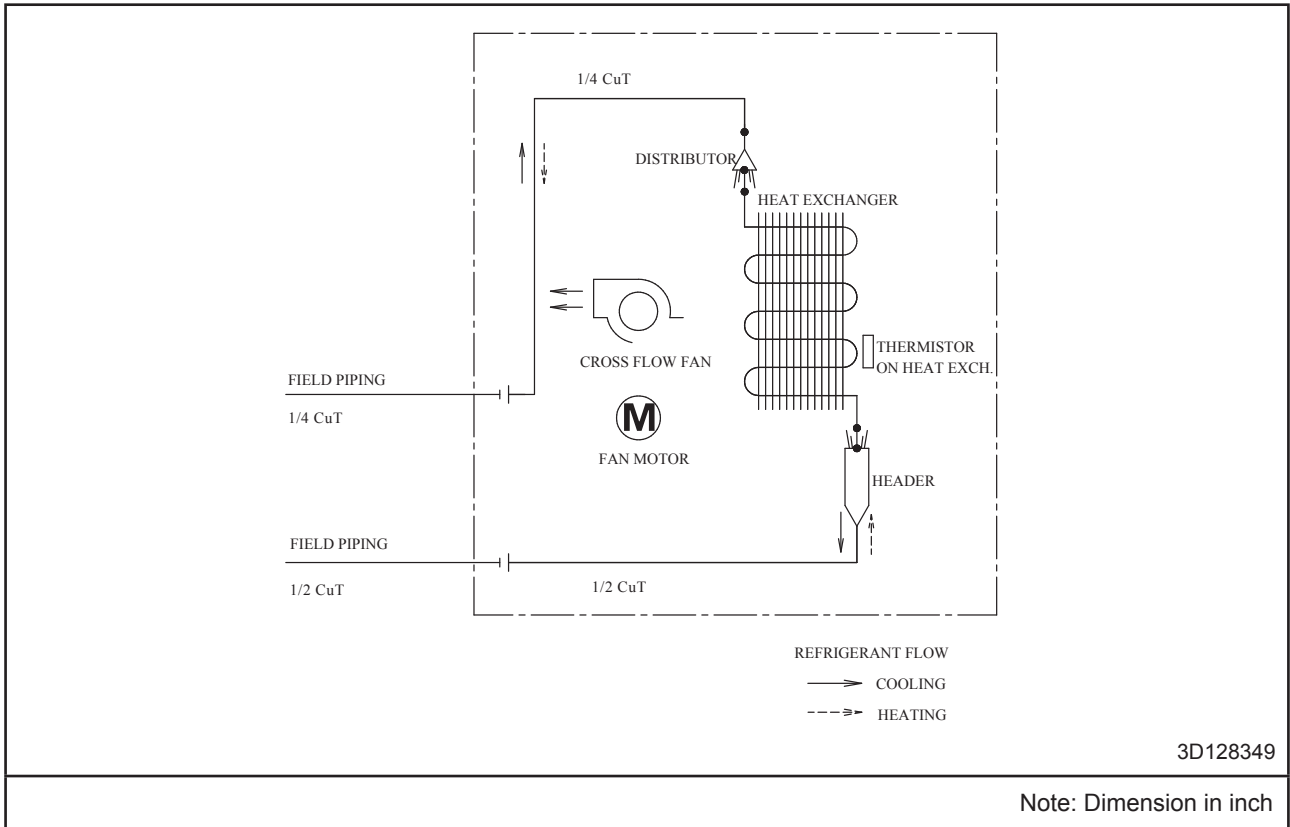 1/4 CuT
DISTRIBUTOR
HEAT EXCHANGER
CROSS FLOW FAN
THERMISTOR
ON HEAT EXCH.
FIELD PIPING
1/4 CuT
M
FAN MOTOR
HEADER
FIELD PIPING
1/2 CuT
1/2 CuT
REFRIGERANT FLOW
COOLING
HEATING
3D128349
Note: Dimension in inch